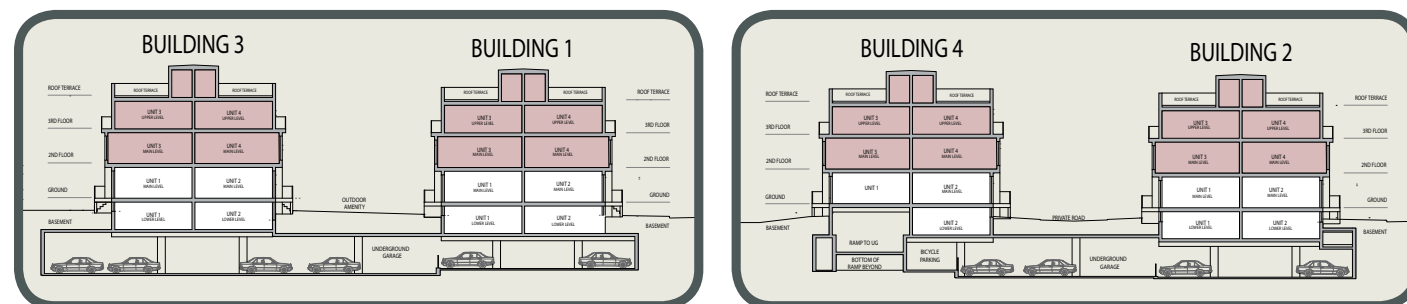 BUILDING 3
BUILDING 1
ROOF TERRACE
ROOF TERRACE
ROOF TERRACE
ROOF TERRACE
ROOF TERRACE
ROOF TERRACE
3RD FLOOR
UNIT 3
UPPER LEVEL
UNIT 4
UPPER LEVEL
UNIT 3
UPPER LEVEL
UNIT 4
UPPER LEVEL
3RD FLOOR
2ND FLOOR
UNIT 3
MAIN LEVEL
UNIT 4
MAIN LEVEL
UNIT 3
MAIN LEVEL
UNIT 4
MAIN LEVEL
2ND FLOOR
GROUND
UNIT 1
MAIN LEVEL
UNIT 2
MAIN LEVEL
OUTDOOR
AMENITY
UNIT 1
MAIN LEVEL
UNIT 2
MAIN LEVEL
GROUND
BASEMENT
UNIT 1
LOWER LEVEL
UNIT 2
LOWER LEVEL
UNIT 1
LOWER LEVEL
UNIT 2
LOWER LEVEL
BASEMENT
UNDERGROUND
GARAGE
BUILDING 4
BUILDING 2
ROOF TERRACE
ROOF TERRACE
ROOF TERRACE
ROOF TERRACE
ROOF TERRACE
ROOF TERRACE
3RD FLOOR
UNIT 3
UPPER LEVEL
UNIT 4
UPPER LEVEL
UNIT 3
UPPER LEVEL
UNIT 4
UPPER LEVEL
3RD FLOOR
2ND FLOOR
UNIT 3
MAIN LEVEL
UNIT 4
MAIN LEVEL
UNIT 3
MAIN LEVEL
UNIT 4
MAIN LEVEL
2ND FLOOR
GROUND
UNIT 1
UNIT 2
MAIN LEVEL
UNIT 1
MAIN LEVEL
UNIT 2
MAIN LEVEL
GROUND
BASEMENT
UNIT 2
LOWER LEVEL
PRIVATE ROAD
UNIT 1
LOWER LEVEL
UNIT 2
LOWER LEVEL
BASEMENT
RAMP TO UG
BOTTOM OF
RAMP BEYOND
BICYCLE
PARKING
UNDERGROUND
GARAGE